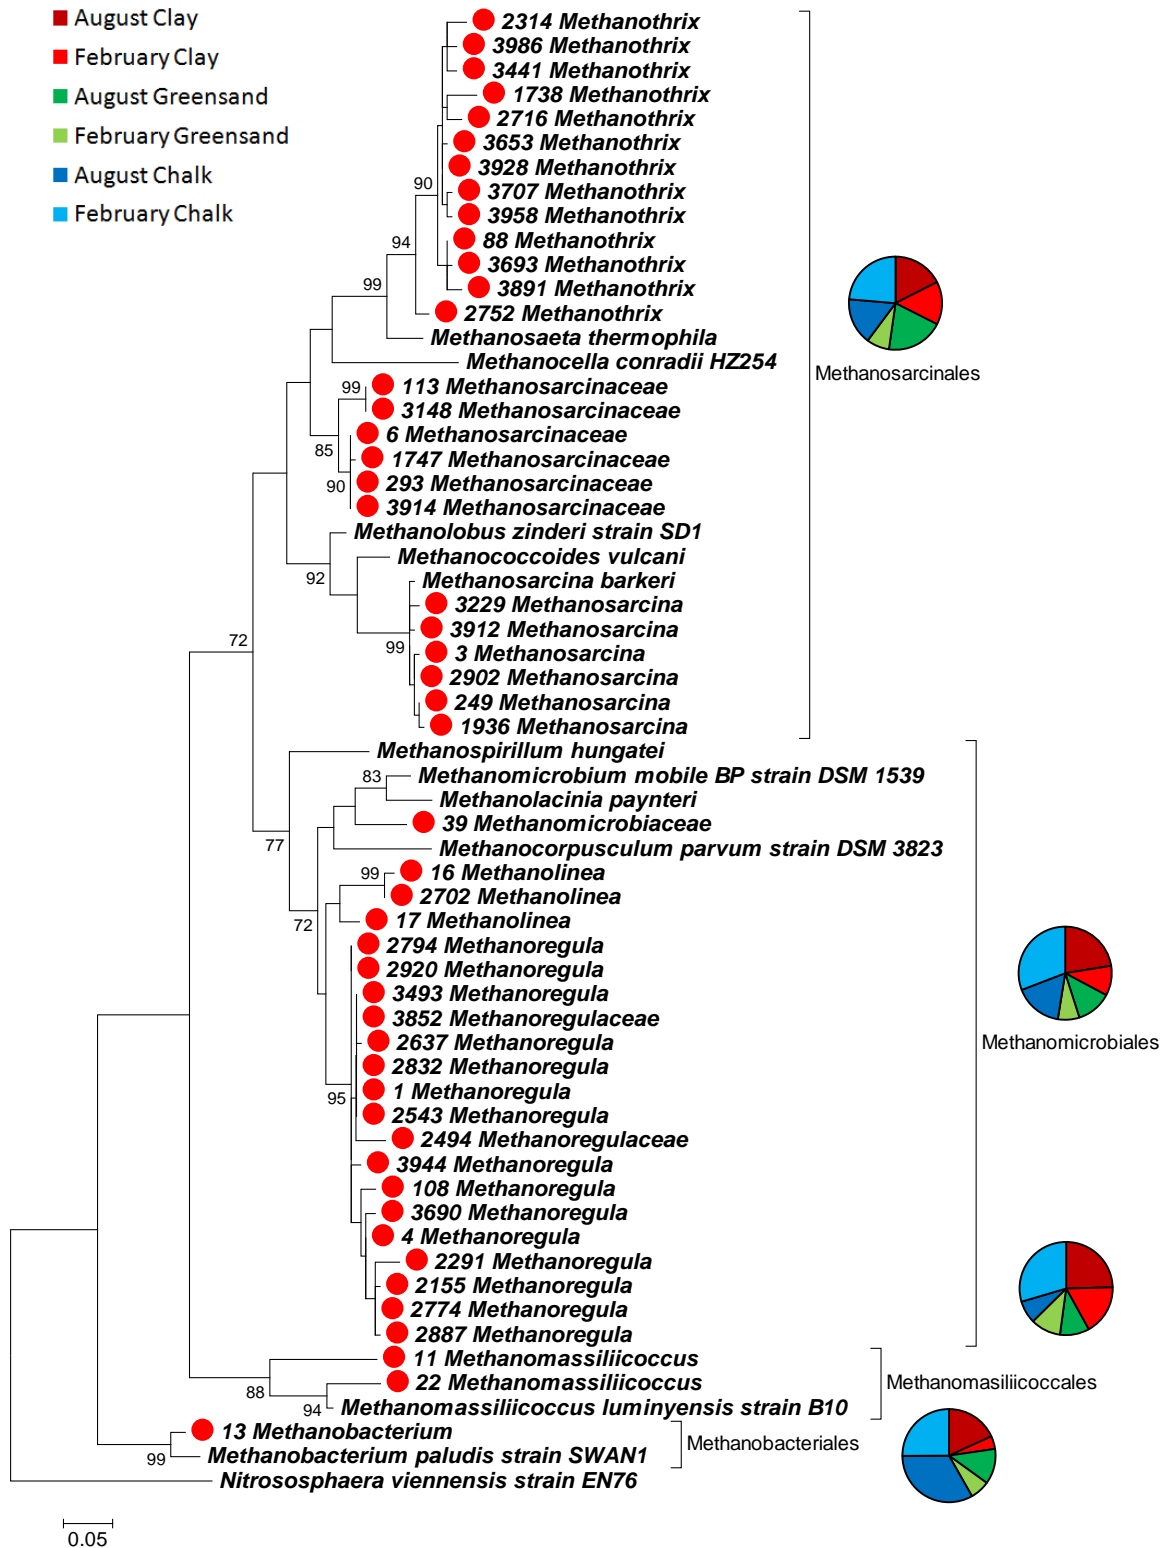 August Clay
February Clay
August Greensand
February Greensand
August Chalk
February Chalk
2314 Methanothrix
3986 Methanothrix
3441 Methanothrix
1738 Methanothrix
2716 Methanothrix
3653 Methanothrix
3928 Methanothrix
90
3707 Methanothrix
3958 Methanothrix
88 Methanothrix
94
3693 Methanothrix
99
3891 Methanothrix
2752 Methanothrix
Methanosaeta thermophila
Methanocella conradii HZ254
Methanosarcinales
99
113 Methanosarcinaceae
3148 Methanosarcinaceae
6 Methanosarcinaceae
85
1747 Methanosarcinaceae
90
293 Methanosarcinaceae
3914 Methanosarcinaceae
Methanolobus zinderi strain SD1
Methanococcoides vulcani
92
Methanosarcina barkeri
3229 Methanosarcina
3912 Methanosarcina
72
99
3 Methanosarcina
2902 Methanosarcina
249 Methanosarcina
1936 Methanosarcina
Methanospirillum hungatei
83
Methanomicrobium mobile BP strain DSM 1539
Methanolacinia paynteri
39 Methanomicrobiaceae
77
Methanocorpusculum parvum strain DSM 3823
99
16 Methanolinea
2702 Methanolinea
72
17 Methanolinea
2794 Methanoregula
2920 Methanoregula
3493 Methanoregula
3852 Methanoregulaceae
2637 Methanoregula
Methanomicrobiales
2832 Methanoregula
95
1 Methanoregula
2543 Methanoregula
2494 Methanoregulaceae
3944 Methanoregula
108 Methanoregula
3690 Methanoregula
4 Methanoregula
2291 Methanoregula
2155 Methanoregula
2774 Methanoregula
2887 Methanoregula
11 Methanomassiliicoccus
88
22 Methanomassiliicoccus
Methanomasiliicoccales
94
Methanomassiliicoccus luminyensis strain B10
13 Methanobacterium
Methanobacteriales
99
Methanobacterium paludis strain SWAN1
Nitrososphaera viennensis strain EN76
0.05